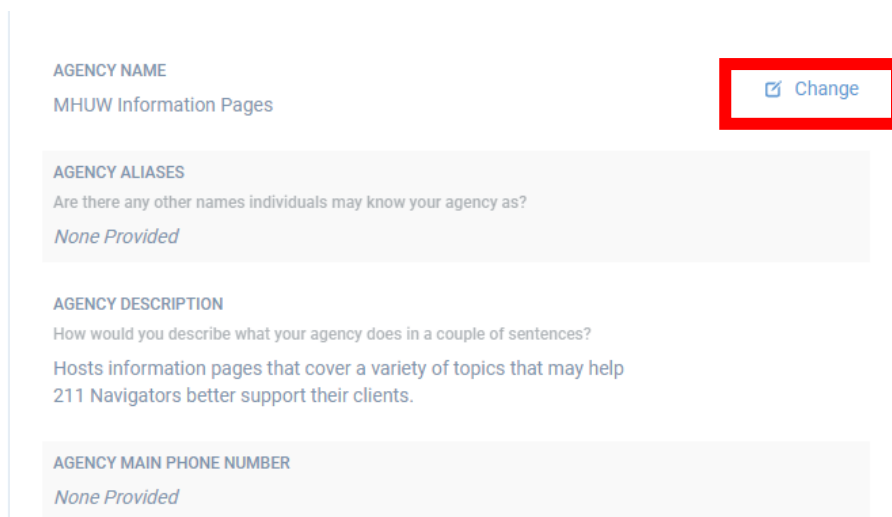 AGENCY NAME
MHUW Information Pages
Change
AGENCY ALIASES
Are there any other names individuals may know your agency as?
None Provided
AGENCY DESCRIPTION
How would you describe what your agency does in a couple of sentences?
Hosts information pages that cover a variety of topics that may help
211 Navigators better support their clients.
AGENCY MAIN PHONE NUMBER
None Provided